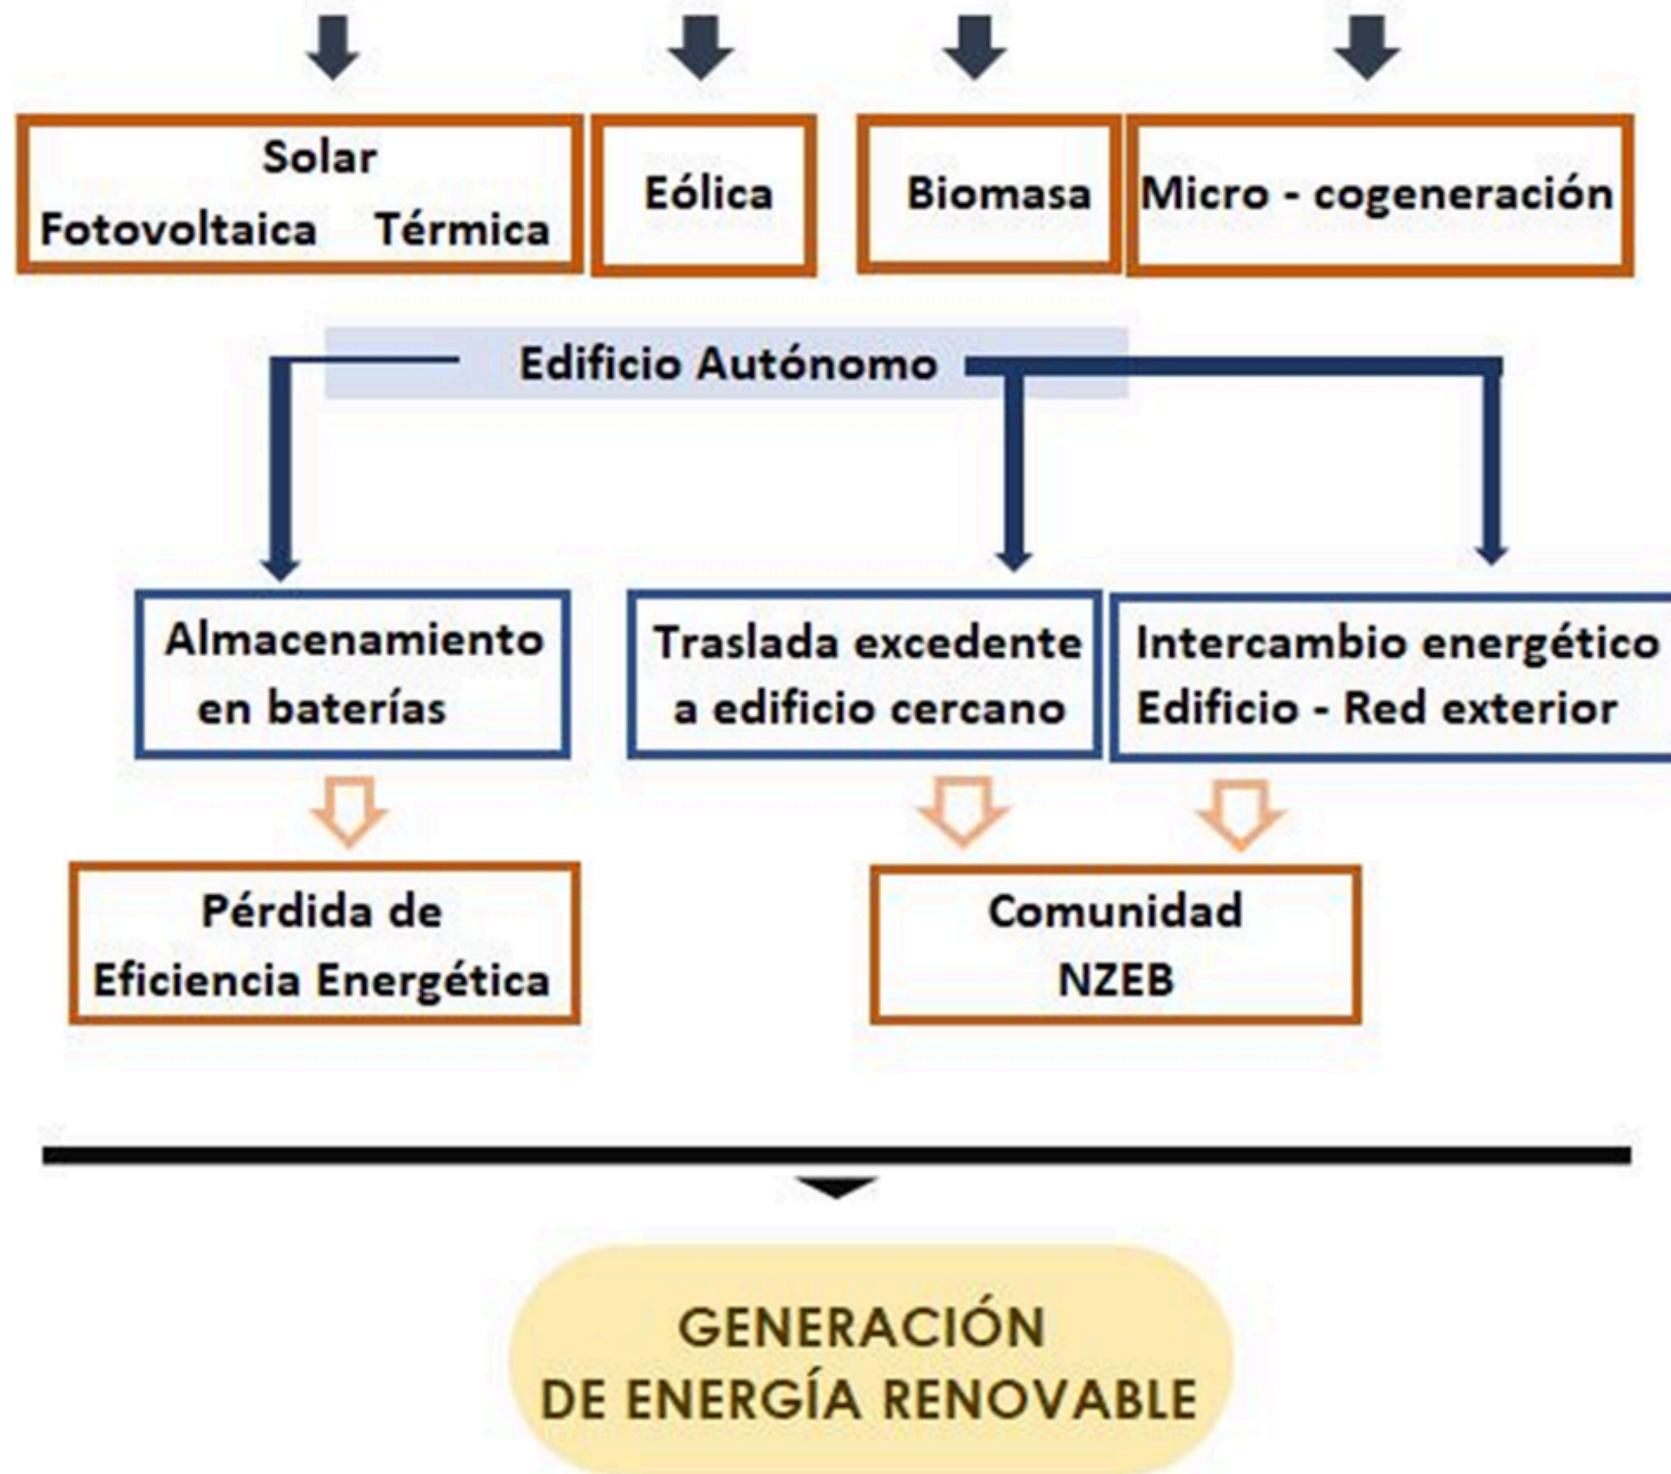 Solar
Fotovoltaica Térmica
Eólica
Biomasa
Micro - cogeneración
Edificio Autónomo
Almacenamiento
en baterías
Traslada excedente
a edificio cercano
Intercambio energético
Edificio - Red exterior
Pérdida de
Eficiencia Energética
Comunidad
NZEB
GENERACIÓN
DE ENERGÍA RENOVABLE